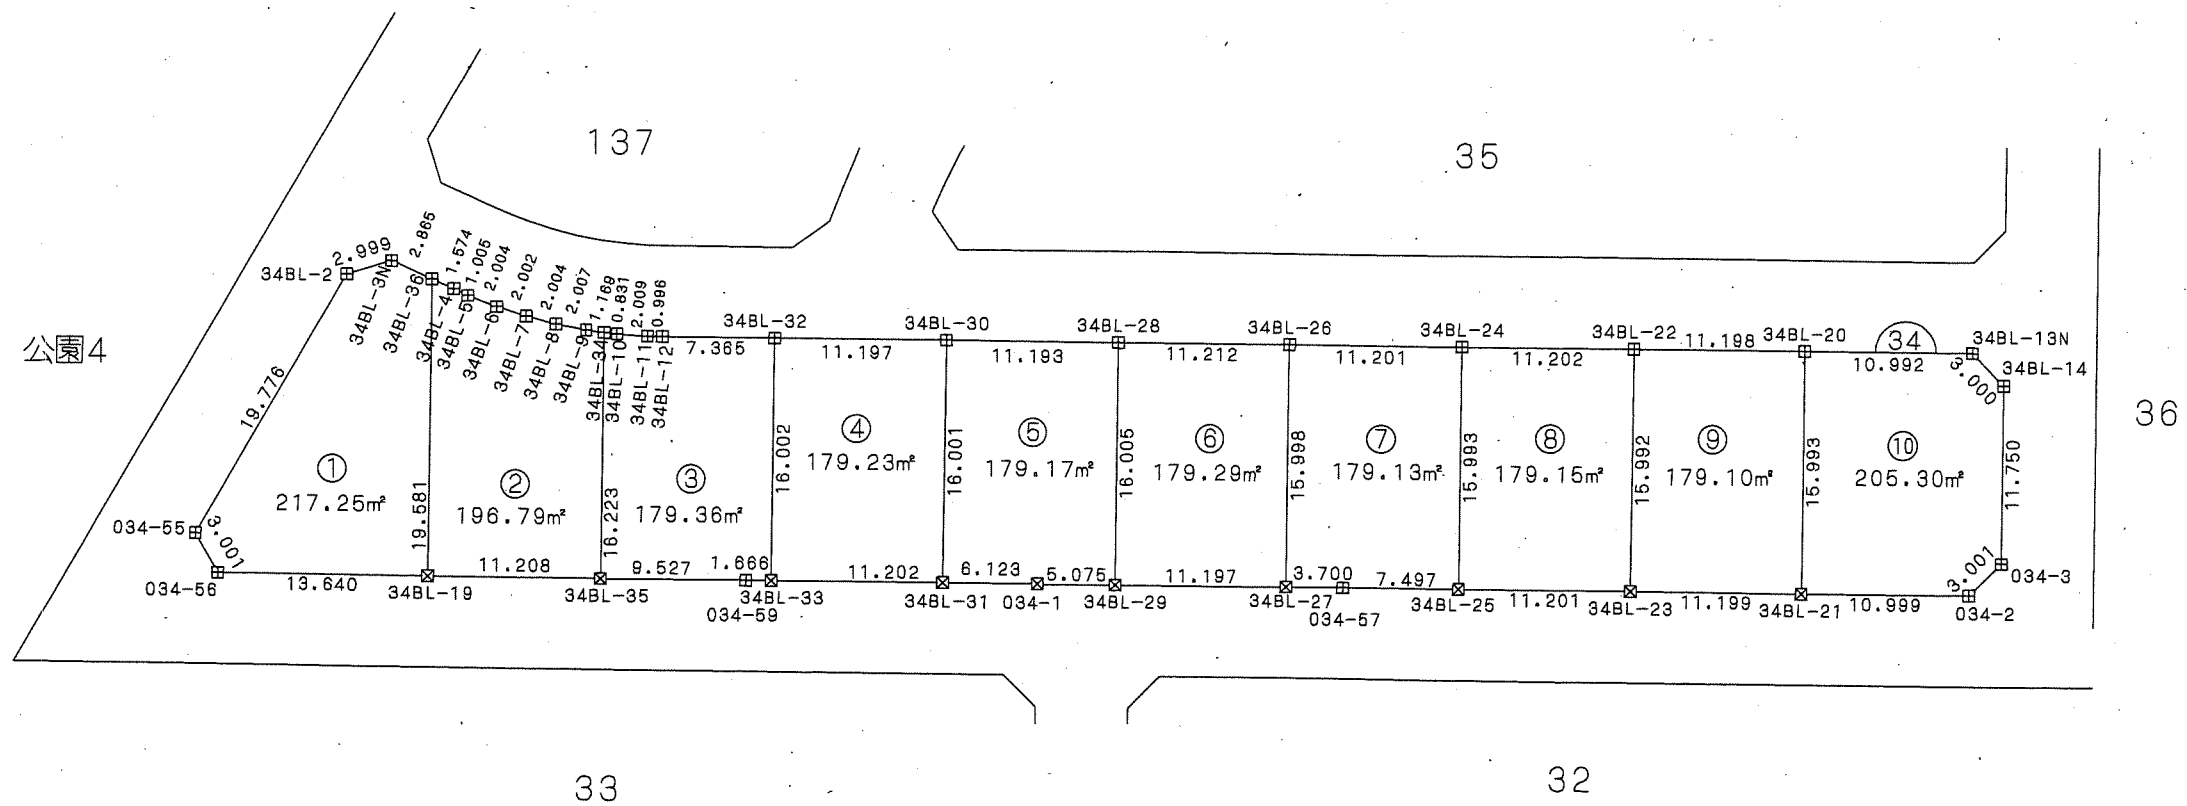 137
35
36
公園4
33
32
34
34BL-2
34BL-3N
34BL-36
34BL-4
34BL-5
34BL-6
34BL-7
34BL-8
34BL-9
34BL-34
34BL-10
34BL-11
34BL-12
34BL-32
34BL-30
34BL-28
34BL-26
34BL-24
34BL-22
34BL-20
34BL-13N
34BL-14
2.999
2.865
1.574
1.005
2.004
2.002
2.004
2.007
1.169
0.831
2.009
0.996
7.365
11.197
11.193
11.212
11.201
11.202
11.198
10.992
3.000
19.776
19.581
16.223
16.002
16.001
16.005
15.998
15.993
15.992
15.993
11.750
①
217.25㎡
②
196.79㎡
③
179.36㎡
④
179.23㎡
⑤
179.17㎡
⑥
179.29㎡
⑦
179.13㎡
⑧
179.15㎡
⑨
179.10㎡
⑩
205.30㎡
034-55
3.001
034-56
13.640
34BL-19
11.208
34BL-35
9.527
1.666
34BL-33
034-59
11.202
34BL-31
6.123
034-1
5.075
34BL-29
11.197
34BL-27
3.700
034-57
7.497
34BL-25
11.201
34BL-23
11.199
34BL-21
10.999
034-2
3.001
034-3